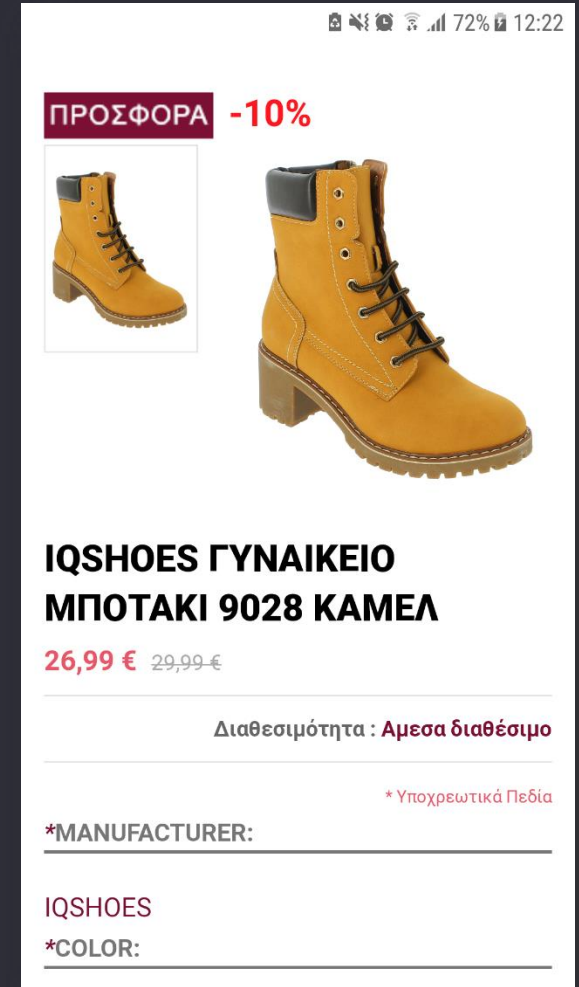 72% 12:22
ΠΡΟΣΦΟΡΑ -10%
IQSHOES ΓΥΝΑΙΚΕΙΟ
ΜΠΟΤΑΚΙ 9028 ΚΑΜΕΛ
26,99 € 29,99 €
Διαθεσιμότητα : Αμεσα διαθέσιμο
* Υποχρεωτικά Πεδία
*MANUFACTURER:
IQSHOES
*COLOR: